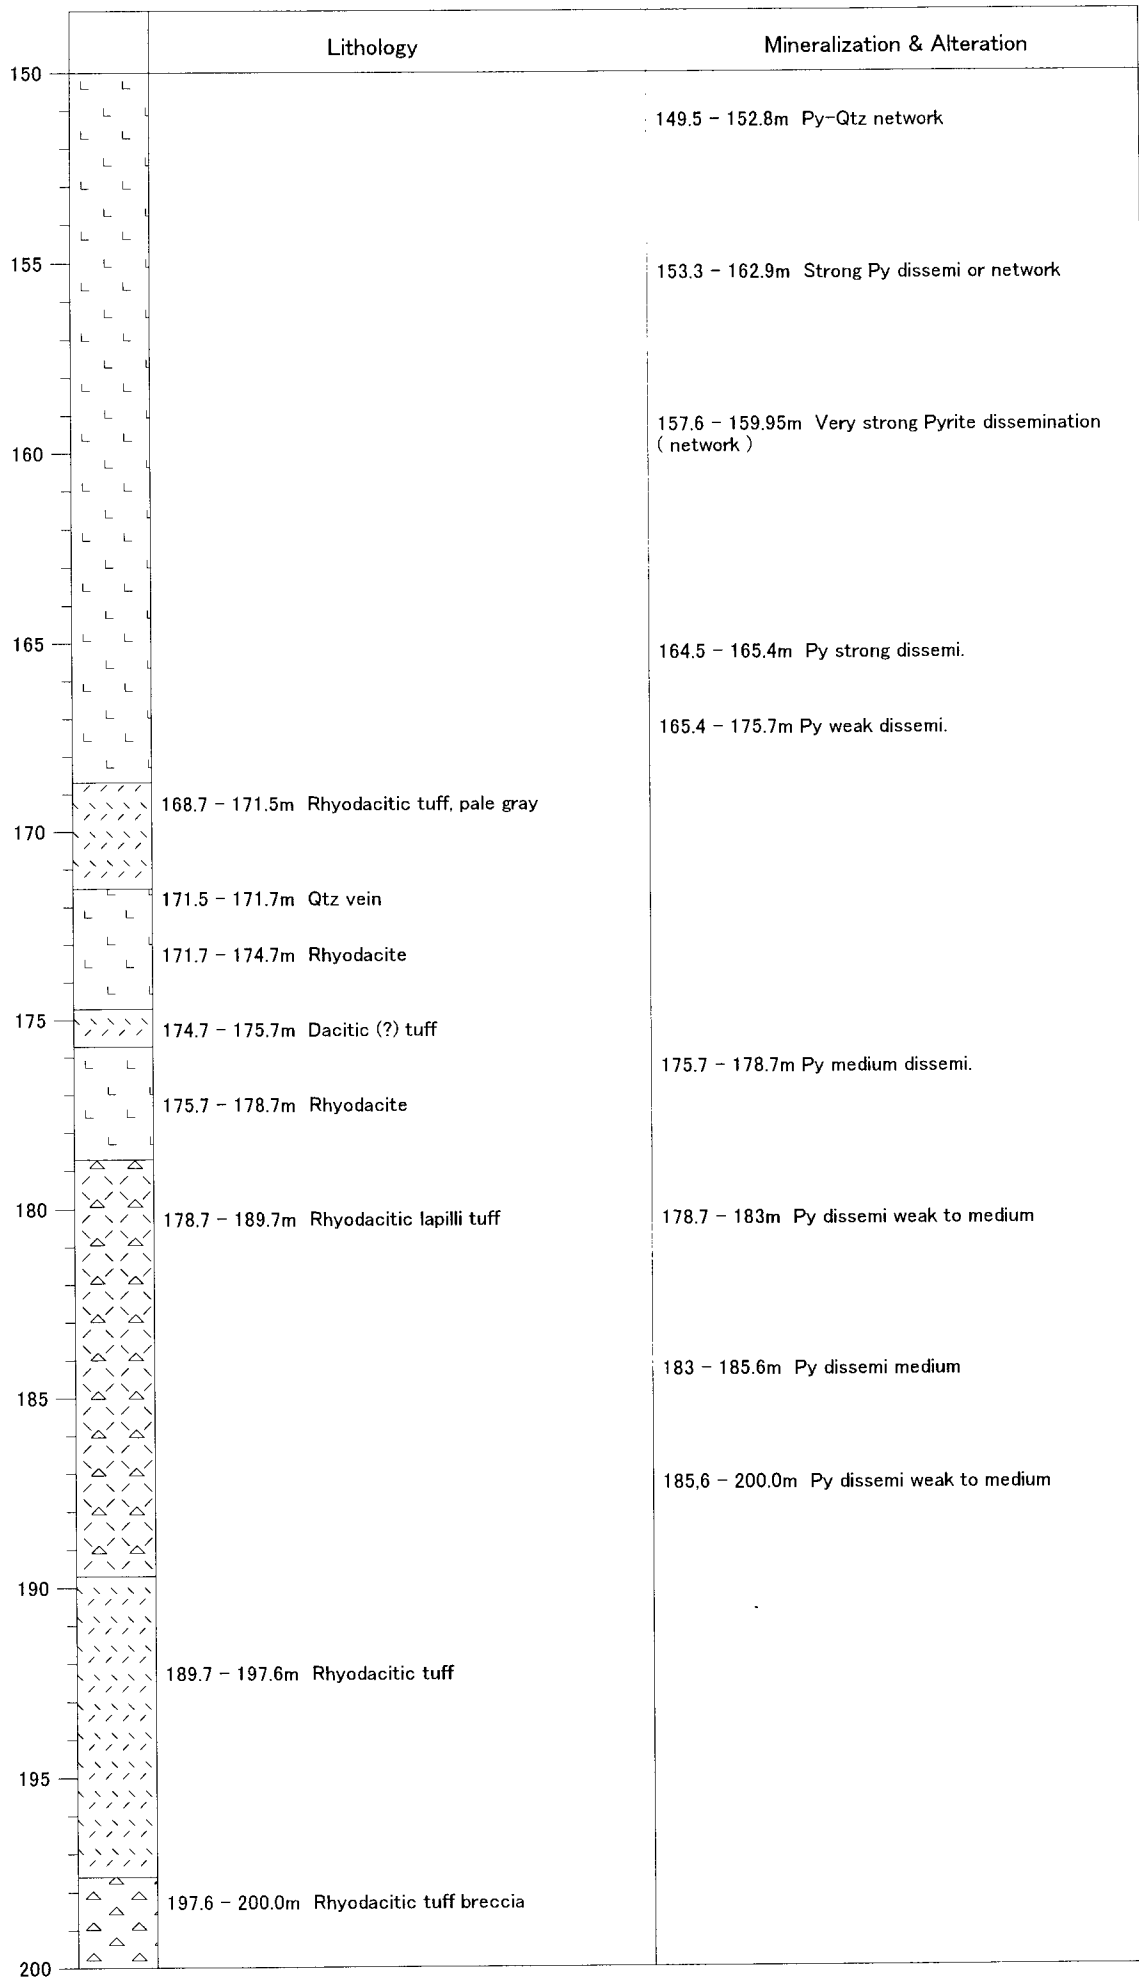 Lithology
Mineralization & Alteration
150
149.5 - 152.8m Py-Qtz network
155
153.3 - 162.9m Strong Py dissemi or network
157.6 - 159.95m Very strong Pyrite dissemination
( network )
160
165
164.5 - 165.4m Py strong dissemi.
165.4 - 175.7m Py weak dissemi.
168.7 - 171.5m Rhyodacitic tuff, pale gray
170
171.5 - 171.7m Qtz vein
171.7 - 174.7m Rhyodacite
175
174.7 - 175.7m Dacitic (?) tuff
175.7 - 178.7m Py medium dissemi.
175.7 - 178.7m Rhyodacite
180
178.7 - 189.7m Rhyodacitic lapilli tuff
178.7 - 183m Py dissemi weak to medium
183 - 185.6m Py dissemi medium
185
185,6 - 200.0m Py dissemi weak to medium
190
189.7 - 197.6m Rhyodacitic tuff
195
197.6 - 200.0m Rhyodacitic tuff breccia
200